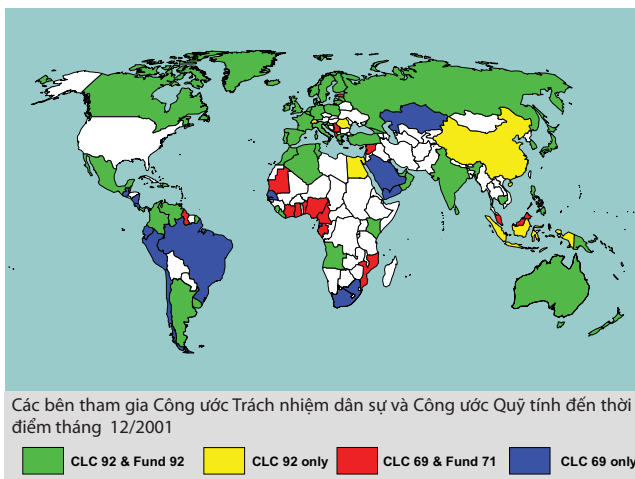 Các bên tham gia Công ước Trách nhiệm dân sự và Công ước Quỹ tính đến thời
điểm tháng 12/2001
CLC 92 & Fund 92 CLC 92 only CLC 69 & Fund 71 CLC 69 only